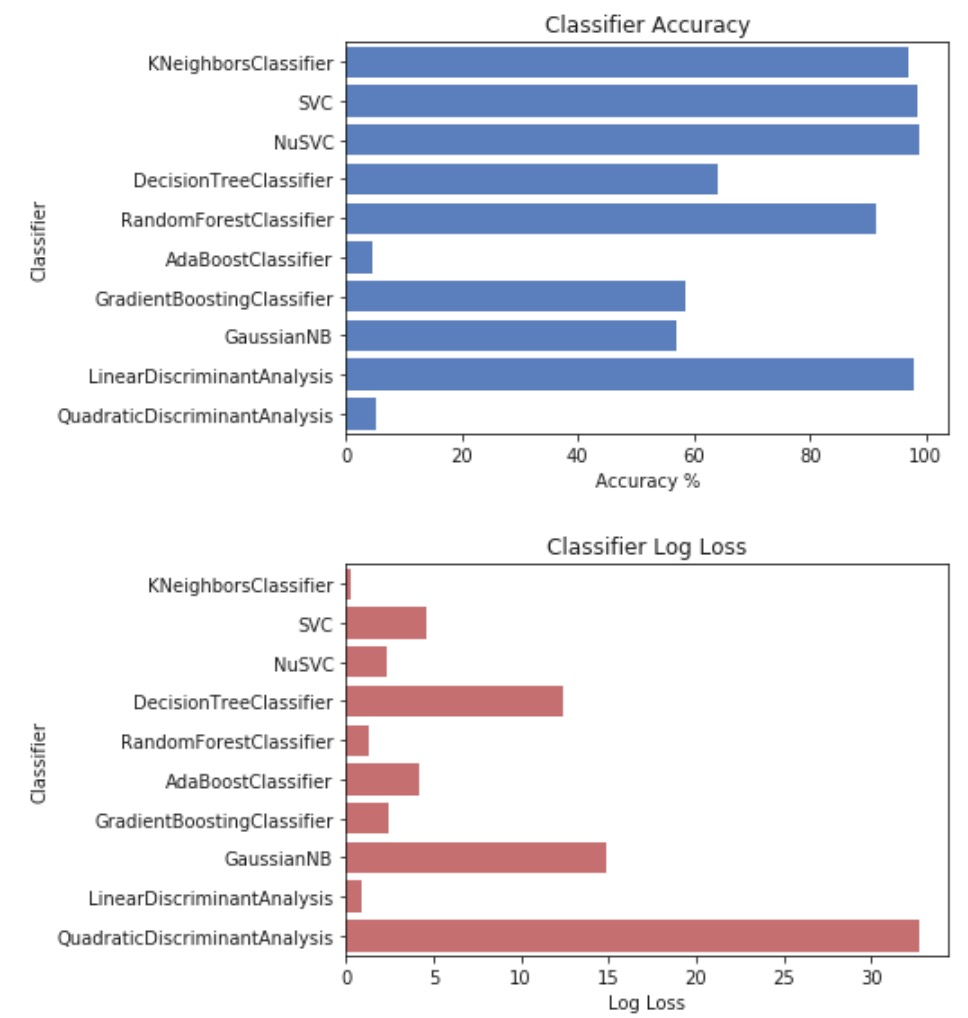 Classifier Accuracy
KNeighborsClassifier
SVC
NuSVC
DecisionTreeClassifier
RandomForestClassifier
AdaBoostClassifier
GradientBoostingClassifier
GaussianNB
LinearDiscriminantAnalysis
QuadraticDiscriminantAnalysis
Classifier
0 20 40 60 80 100
Accuracy %
Classifier Log Loss
KNeighborsClassifier
SVC
NuSVC
DecisionTreeClassifier
RandomForestClassifier
AdaBoostClassifier
GradientBoostingClassifier
GaussianNB
LinearDiscriminantAnalysis
QuadraticDiscriminantAnalysis
Classifier
0 5 10 15 20 25 30
Log Loss